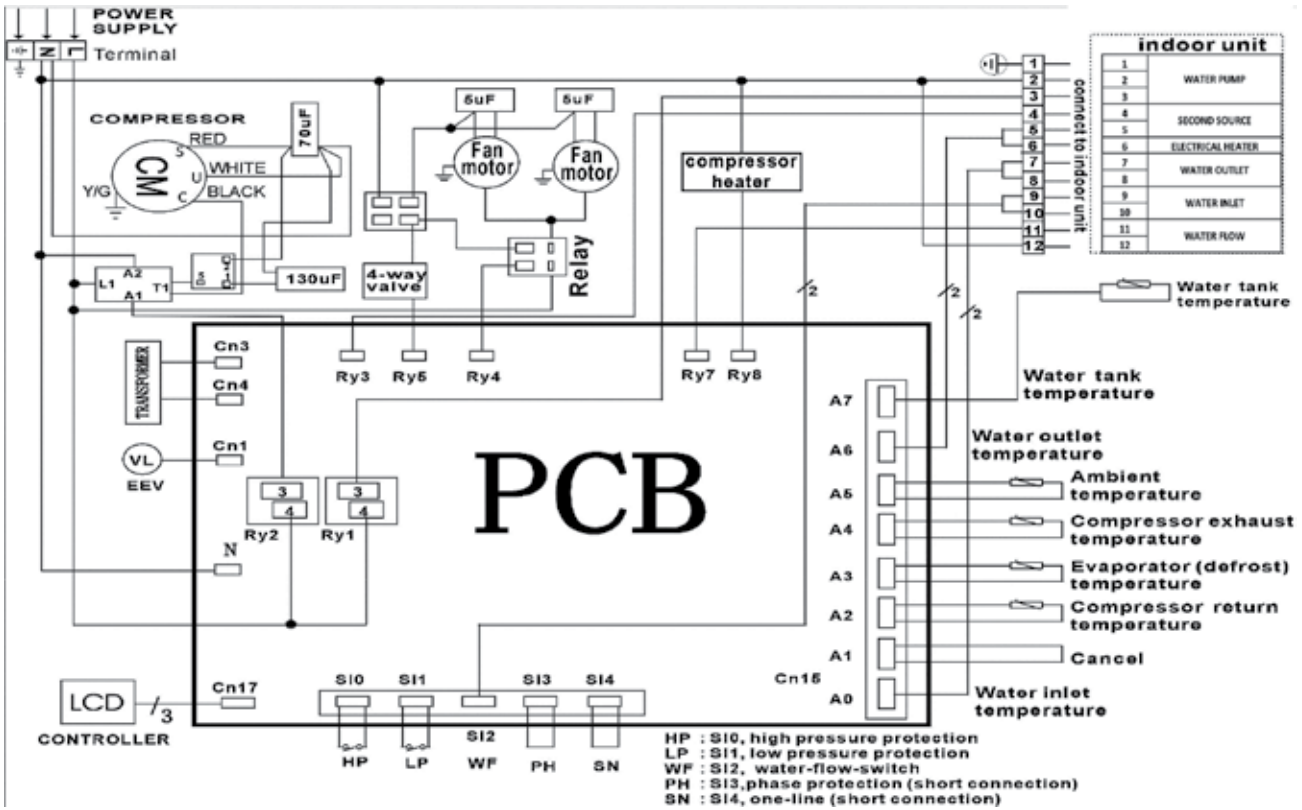 POWER
SUPPLY
N L Terminal
COMPRESSOR
RED
S
CM
U
WHITE
Y/G
C
BLACK
70uF
5uF
5uF
Fan
motor
Fan
motor
compressor
heater
Relay
4-way
valve
L1
A2
A1
T1
130uF
1
2
3
4
5
6
7
8
9
10
11
12
connect to indoor unit
indoor unit
1
2 WATER PUMP
3
4
5 SECOND SOURCE
6 ELECTRICAL HEATER
7
8 WATER OUTLET
9
10 WATER INLET
11
12 WATER FLOW
2
2
2
Water tank
temperature
TRANSFORMER
Cn3
Cn4
VL
EEV
Cn1
Ry3 Ry5 Ry4 Ry7 Ry8
3
4
Ry2
3
4
Ry1
N
PCB
A7 Water tank
temperature
A6 Water outlet
temperature
A5 Ambient
temperature
A4 Compressor exhaust
temperature
A3 Evaporator (defrost)
temperature
A2 Compressor return
temperature
A1 Cancel
Cn15
A0 Water inlet
temperature
LCD
3
CONTROLLER
Cn17
SI0 SI1 SI3 SI4
SI2
HP LP WF PH SN
HP : SI0, high pressure protection
LP : SI1, low pressure protection
WF : SI2, water-flow-switch
PH : SI3,phase protection (short connection)
SN : SI4, one-line (short connection)